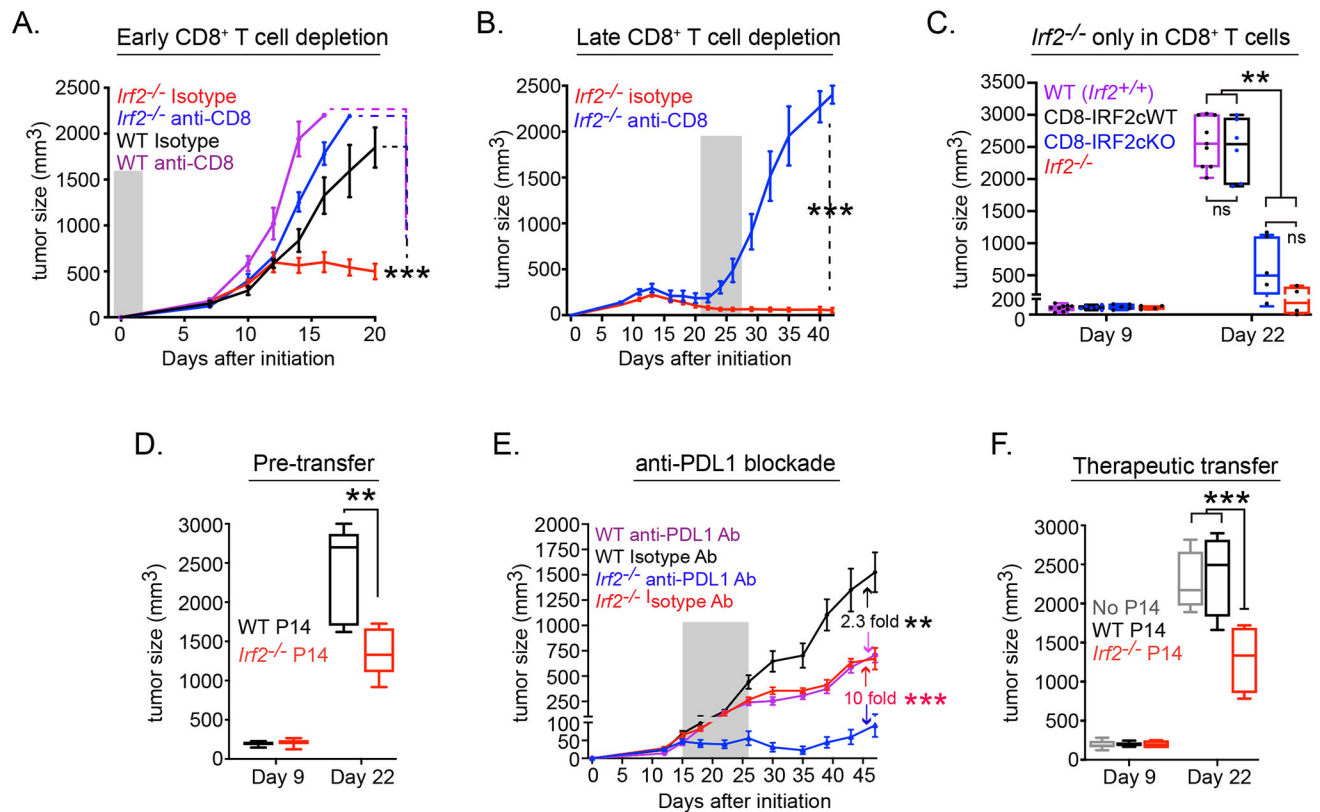 A.
Early CD8⁺ T cell depletion
tumor size (mm³)
2500
2000
1500
1000
500
0
Irf2⁻/⁻ Isotype
Irf2⁻/⁻ anti-CD8
WT Isotype
WT anti-CD8
***
0 5 10 15 20
Days after initiation
B.
Late CD8⁺ T cell depletion
tumor size (mm³)
2500
2000
1500
1000
500
0
Irf2⁻/⁻ isotype
Irf2⁻/⁻ anti-CD8
***
0 5 10 15 20 25 30 35 40
Days after initiation
C.
Irf2⁻/⁻ only in CD8⁺ T cells
tumor size (mm³)
3500
3000
2500
2000
1500
1000
500
200
0
WT (Irf2⁺/⁺)
CD8-IRF2cWT
CD8-IRF2cKO
Irf2⁻/⁻
**
ns
ns
Day 9 Day 22
D.
Pre-transfer
tumor size (mm³)
3000
2500
2000
1500
1000
500
0
**
WT P14
Irf2⁻/⁻ P14
Day 9 Day 22
E.
anti-PDL1 blockade
tumor size (mm³)
2000
1750
1500
1250
1000
750
500
250
100
50
0
WT anti-PDL1 Ab
WT Isotype Ab
Irf2⁻/⁻ anti-PDL1 Ab
Irf2⁻/⁻ Isotype Ab
2.3 fold **
10 fold ***
0 5 10 15 20 25 30 35 40 45
Days after initiation
F.
Therapeutic transfer
tumor size (mm³)
3000
2500
2000
1500
1000
500
0
***
No P14
WT P14
Irf2⁻/⁻ P14
Day 9 Day 22